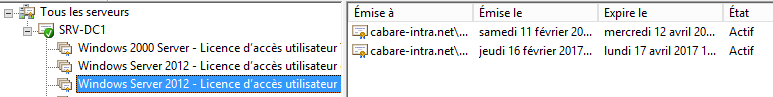 Tous les serveurs
SRV-DC1
Windows 2000 Server - Licence d'accès utilisateur
Windows Server 2012 - Licence d'accès utilisateur
Windows Server 2012 - Licence d'accès utilisateur
Émise à Émise le Expire le État
cabare-intra.net\... samedi 11 février 20... mercredi 12 avril 20... Actif
cabare-intra.net\... jeudi 16 février 2017... lundi 17 avril 2017 1... Actif